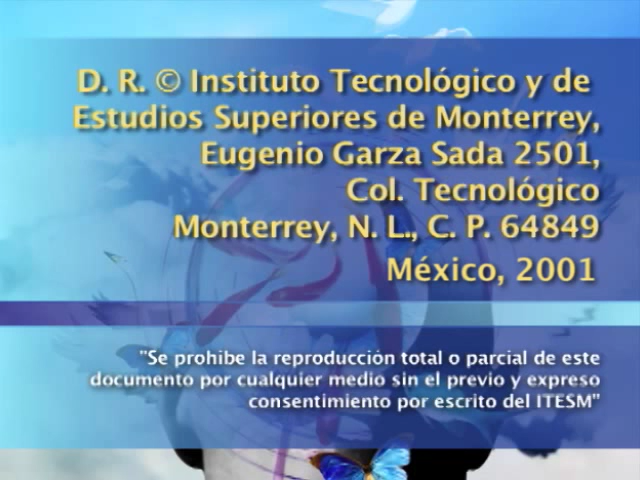 D. R. © Instituto Tecnológico y de
Estudios Superiores de Monterrey,
Eugenio Garza Sada 2501,
Col. Tecnológico
Monterrey, N. L., C. P. 64849
México, 2001
"Se prohibe la reproducción total o parcial de este
documento por cualquier medio sin el previo y expreso
consentimiento por escrito del ITESM"